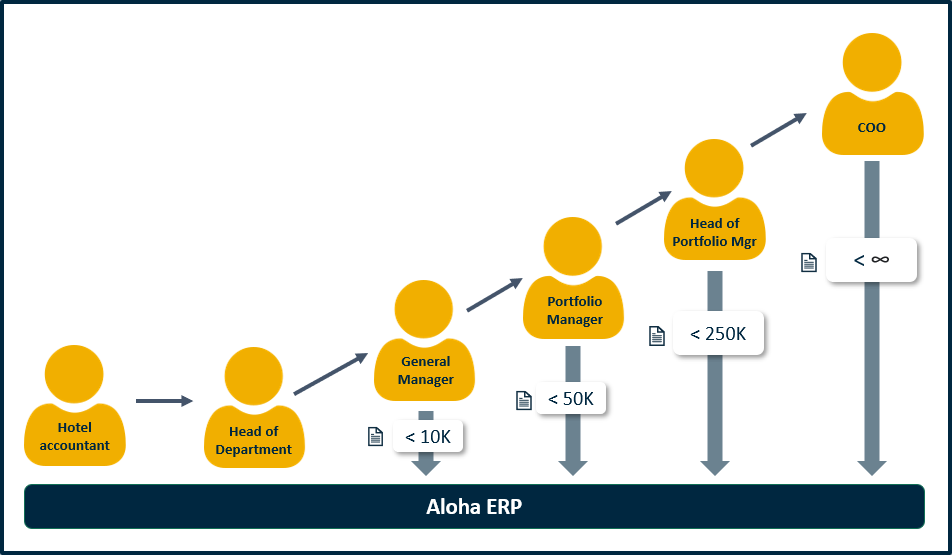 Hotel
accountant
Head of
Department
General
Manager
< 10K
Portfolio
Manager
< 50K
Head of
Portfolio Mgr
< 250K
COO
< ∞
Aloha ERP